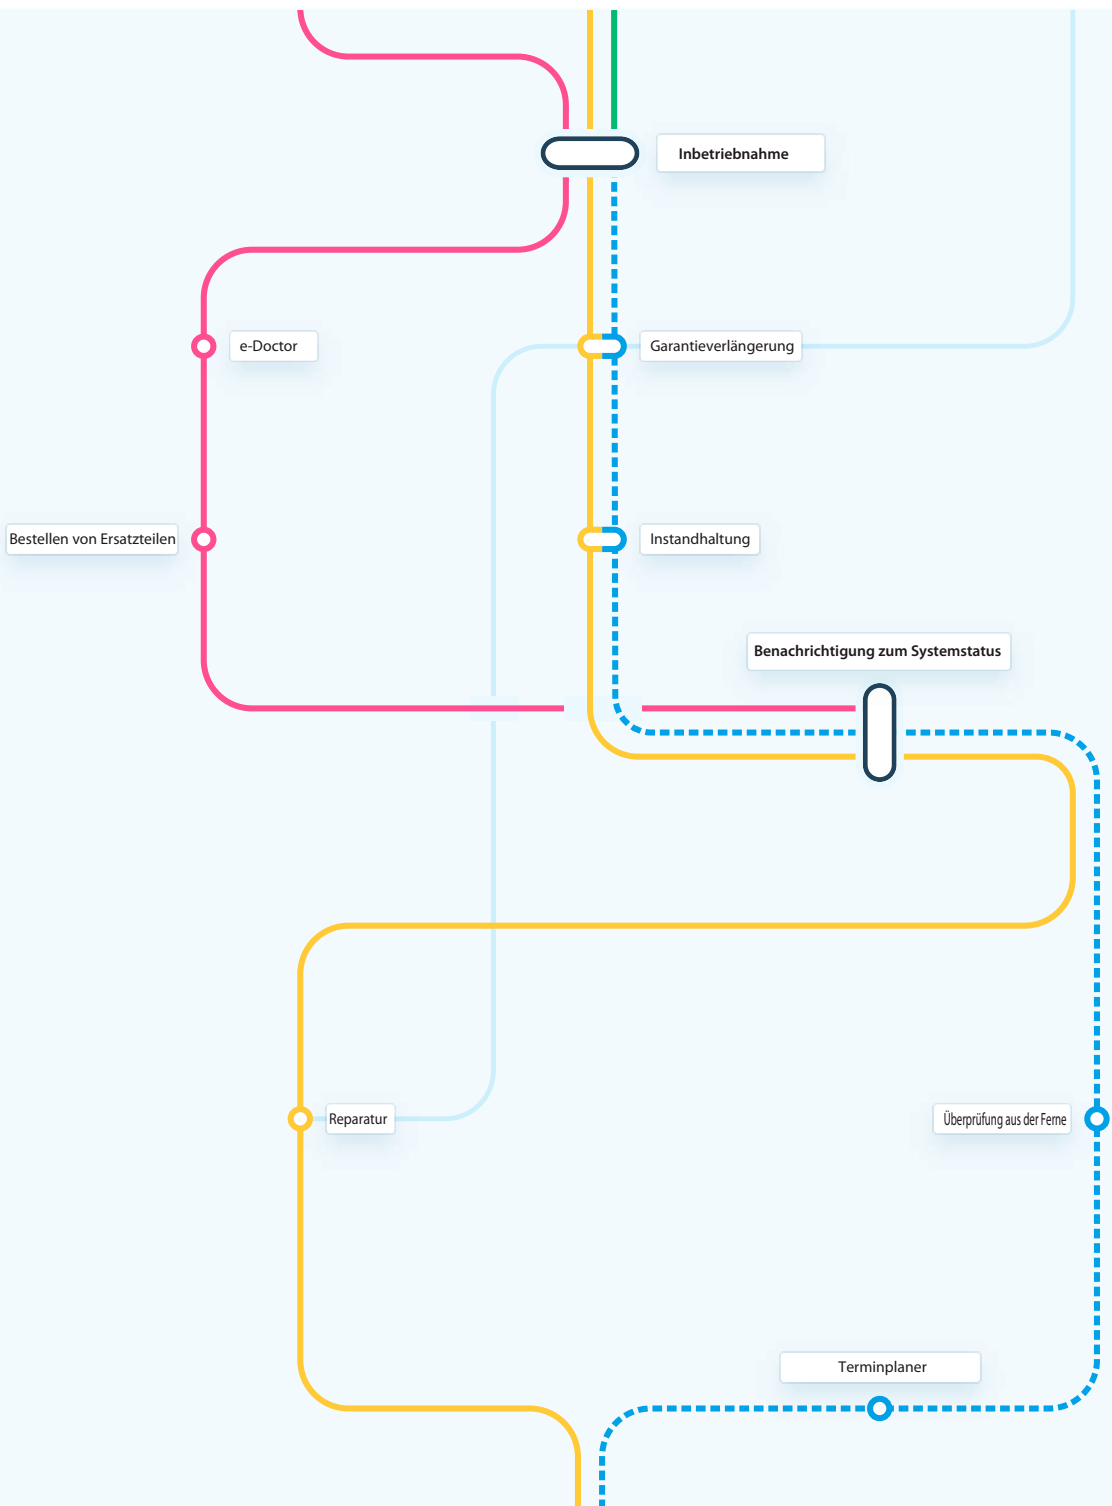 Inbetriebnahme
e-Doctor
Garantieverlängerung
Bestellen von Ersatzteilen
Instandhaltung
Benachrichtigung zum Systemstatus
Reparatur
Überprüfung aus der Ferne
Terminplaner